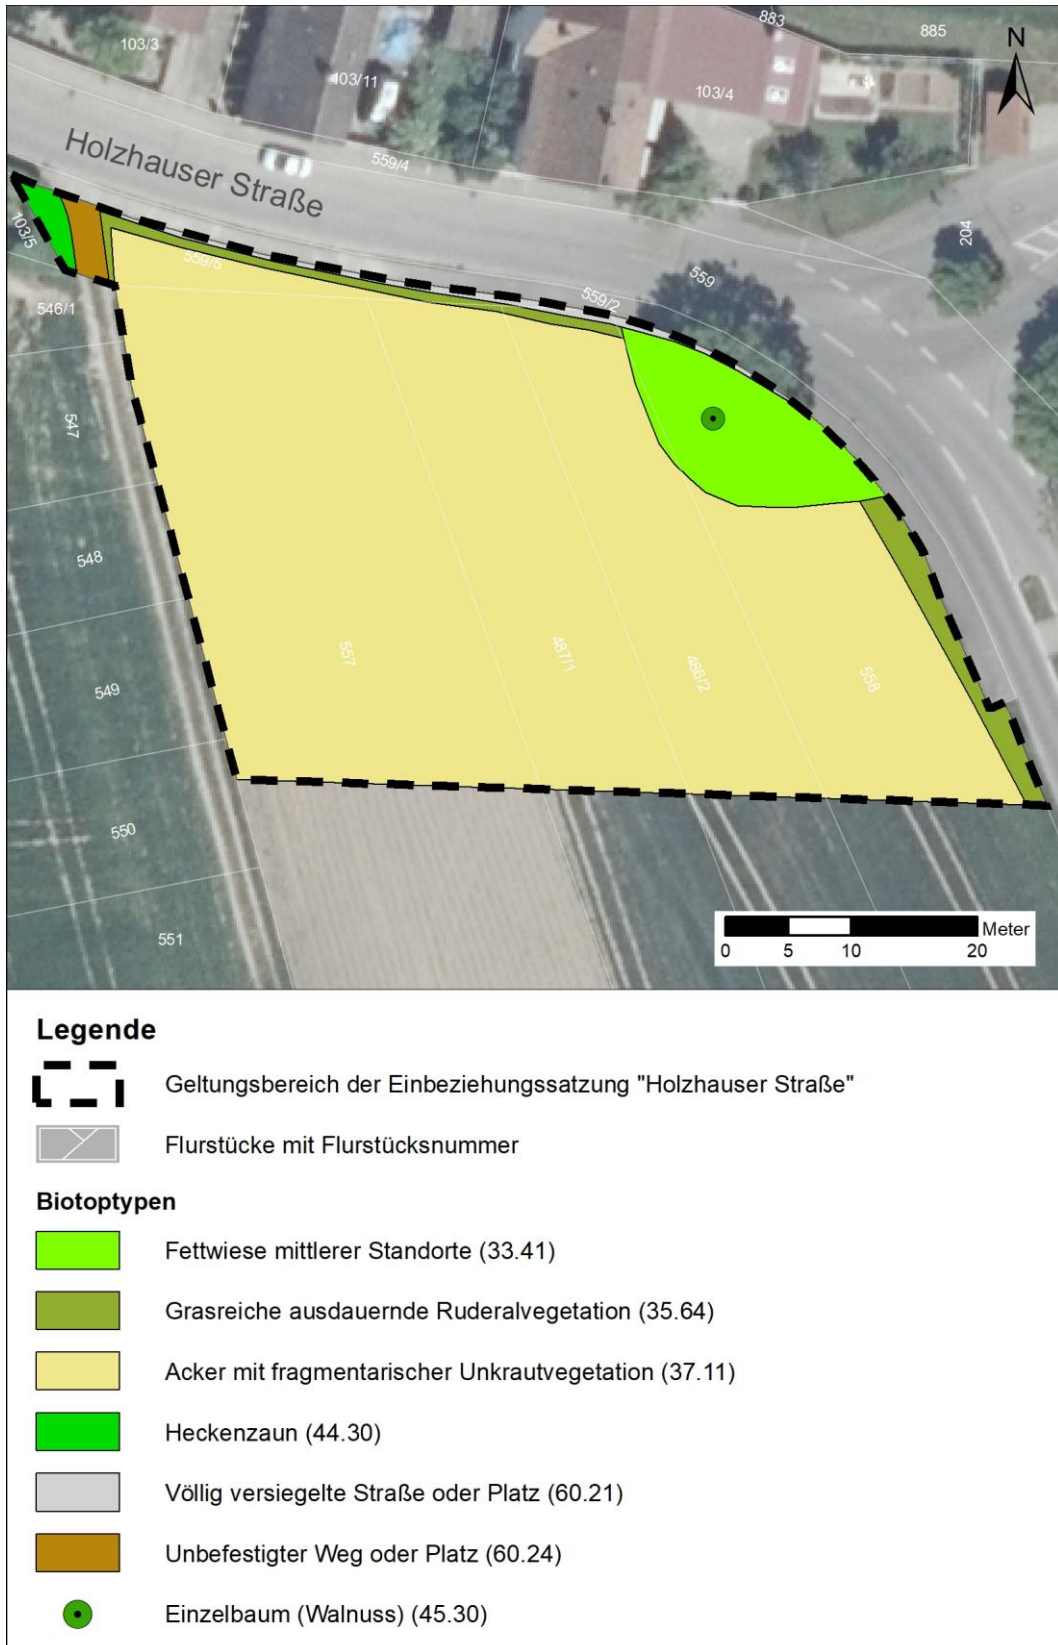 883
885
N
103/3
103/11
103/4
Holzhauser Straße
559/4
103/5
204
559/5
559
559/2
546/1
547
548
557
487/1
486/2
558
549
550
551
Meter
0 5 10 20
Legende
Geltungsbereich der Einbeziehungssatzung "Holzhauser Straße"
Flurstücke mit Flurstücksnummer
Biotoptypen
Fettwiese mittlerer Standorte (33.41)
Grasreiche ausdauernde Ruderalvegetation (35.64)
Acker mit fragmentarischer Unkrautvegetation (37.11)
Heckenzaun (44.30)
Völlig versiegelte Straße oder Platz (60.21)
Unbefestigter Weg oder Platz (60.24)
Einzelbaum (Walnuss) (45.30)